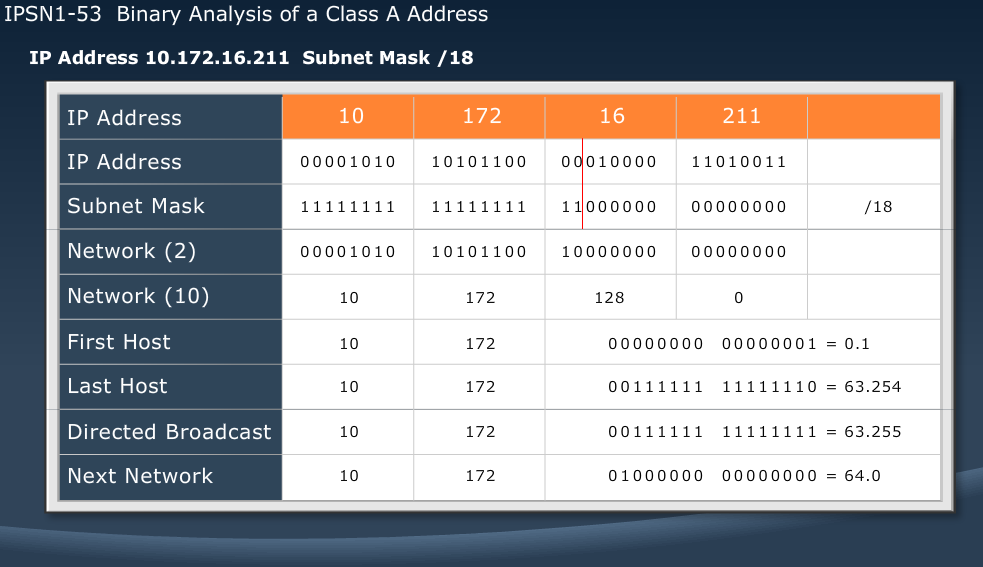 IPSN1-53 Binary Analysis of a Class A Address
IP Address 10.172.16.211 Subnet Mask /18
IP Address 10 172 16 211
IP Address 00001010 10101100 00010000 11010011
Subnet Mask 11111111 11111111 11000000 00000000 /18
Network (2) 00001010 10101100 10000000 00000000
Network (10) 10 172 128 0
First Host 10 172 00000000 00000001 = 0.1
Last Host 10 172 00111111 11111110 = 63.254
Directed Broadcast 10 172 00111111 11111111 = 63.255
Next Network 10 172 01000000 00000000 = 64.0